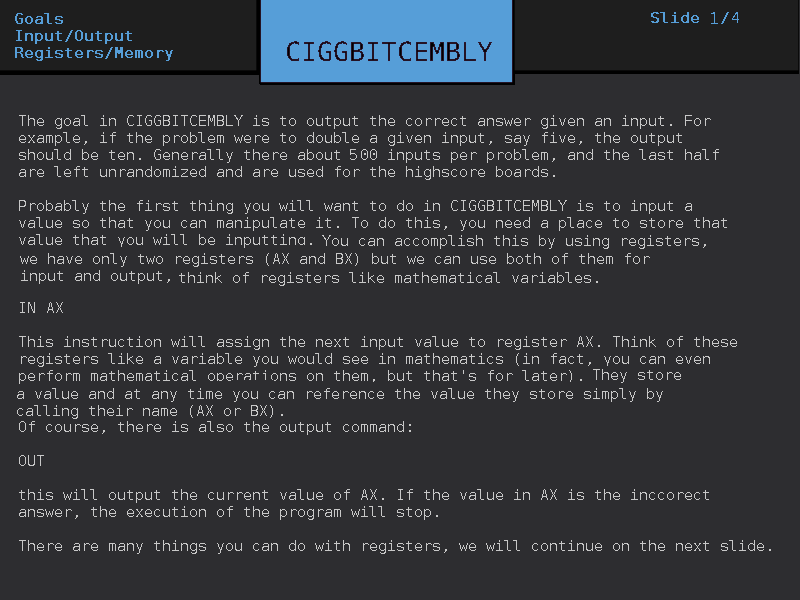 Goals
Input/Output
Registers/Memory
CIGGBITCEMBLY
Slide 1/4
The goal in CIGGBITCEMBLY is to output the correct answer given an input. For
example, if the problem were to double a given input, say five, the output
should be ten. Generally there about 500 inputs per problem, and the last half
are left unrandomized and are used for the highscore boards.
Probably the first thing you will want to do in CIGGBITCEMBLY is to input a
value so that you can manipulate it. To do this, you need a place to store that
value that you will be inputting. You can accomplish this by using registers,
we have only two registers (AX and BX) but we can use both of them for
input and output, think of registers like mathematical variables.
IN AX
This instruction will assign the next input value to register AX. Think of these
registers like a variable you would see in mathematics (in fact, you can even
perform mathematical operations on them, but that's for later). They store
a value and at any time you can reference the value they store simply by
calling their name (AX or BX).
Of course, there is also the output command:
OUT
this will output the current value of AX. If the value in AX is the inccorect
answer, the execution of the program will stop.
There are many things you can do with registers, we will continue on the next slide.